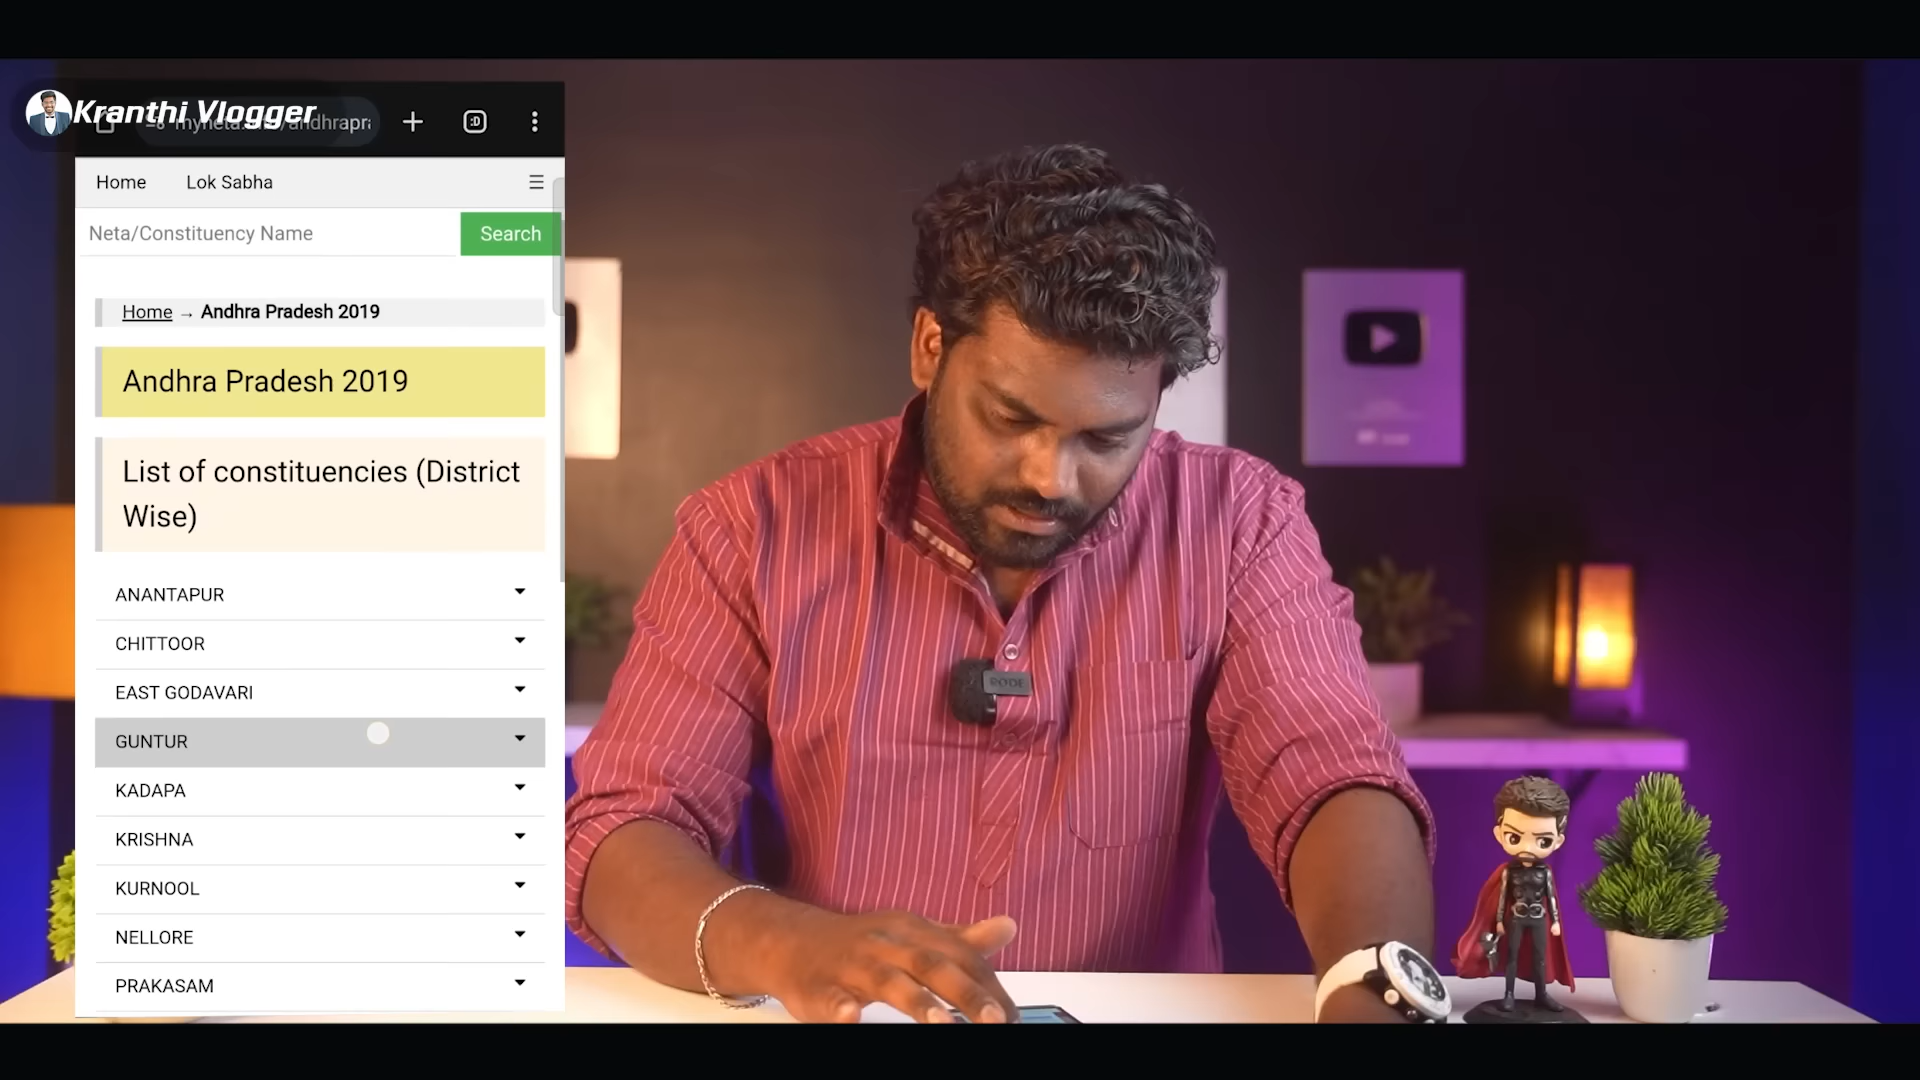 Kranthi Vlogger
Home Lok Sabha
Neta/Constituency Name Search
Home → Andhra Pradesh 2019
Andhra Pradesh 2019
List of constituencies (District
Wise)
ANANTAPUR
CHITTOOR
EAST GODAVARI
GUNTUR
KADAPA
KRISHNA
KURNOOL
NELLORE
PRAKASAM
RODE